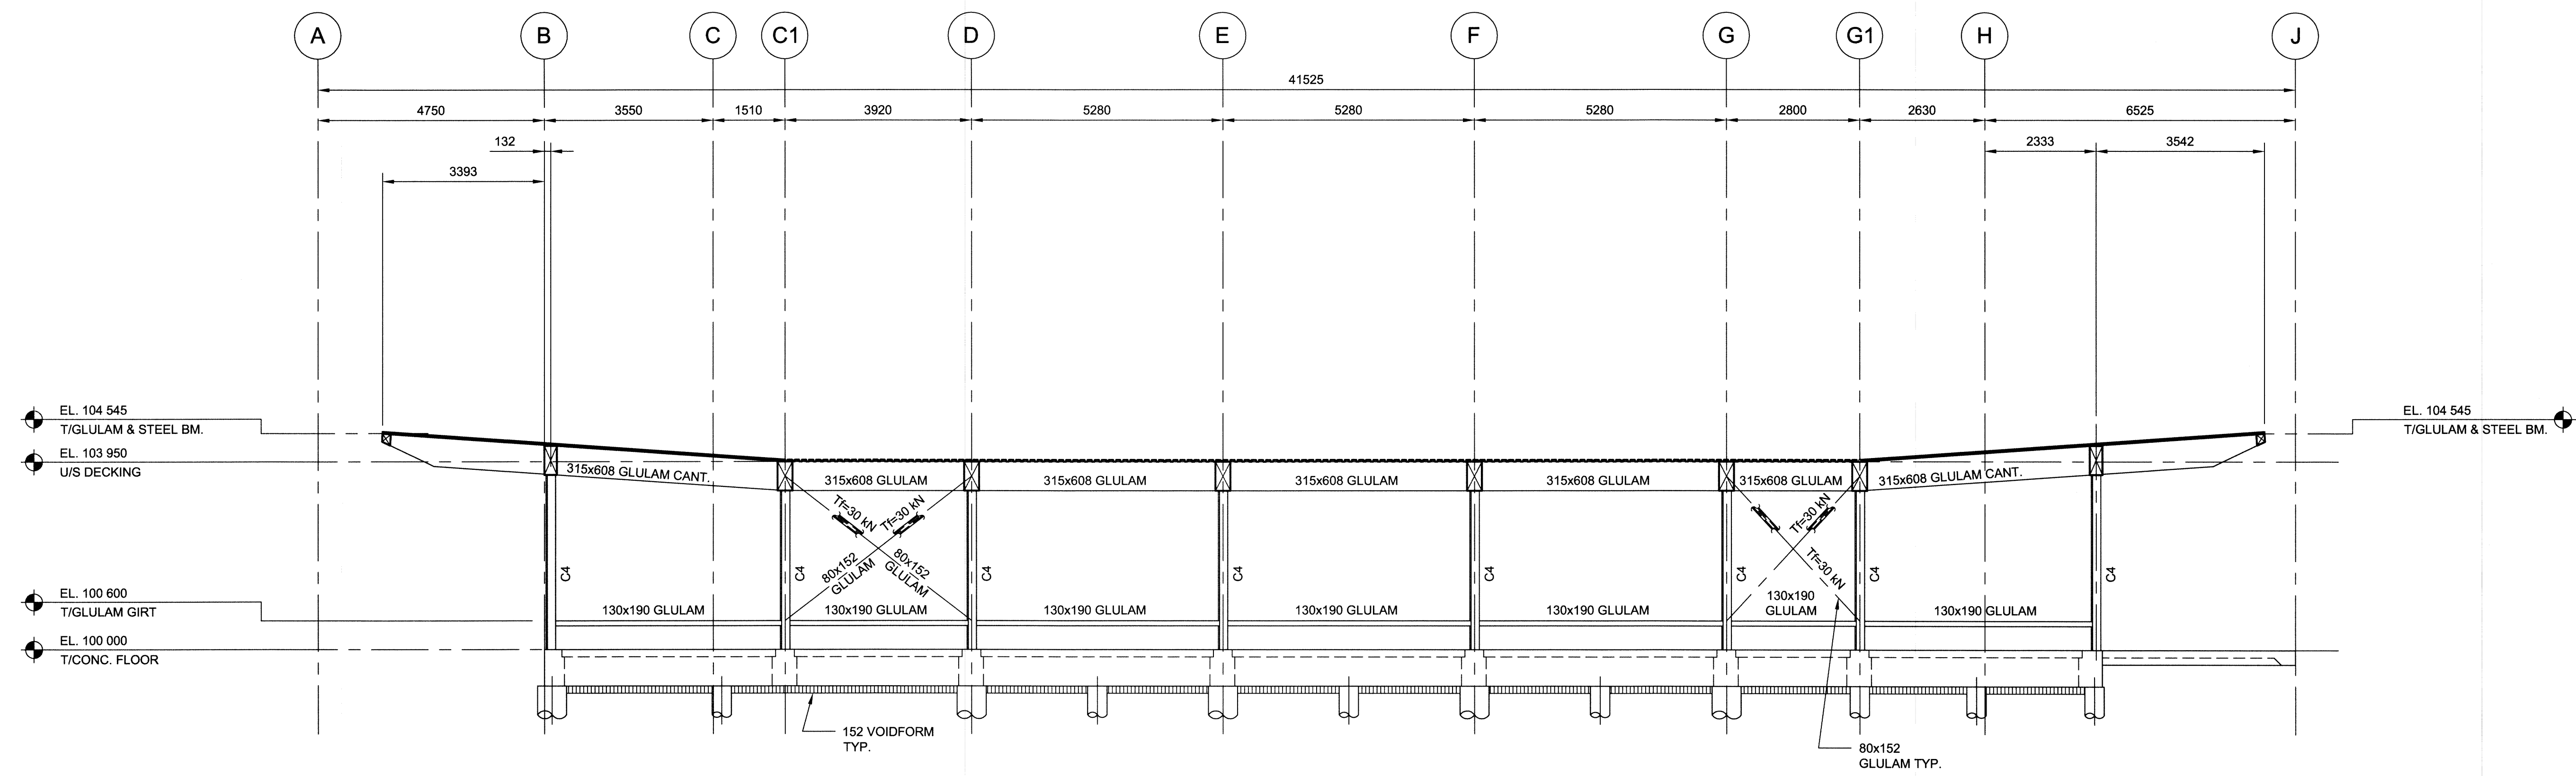 A B C C1 D E F G G1 H J
41525
4750 3550 1510 3920 5280 5280 5280 2800 2630 6525
132 2333 3542
3393
EL. 104 545
T/GLULAM & STEEL BM.
EL. 104 545
T/GLULAM & STEEL BM.
EL. 103 950
U/S DECKING
315x608 GLULAM CANT.
315x608 GLULAM
315x608 GLULAM
315x608 GLULAM
315x608 GLULAM
315x608 GLULAM
315x608 GLULAM CANT.
Tf=30 kN
Tf=30 kN
Tf=30 kN
Tf=30 kN
80x152
GLULAM
80x152
GLULAM
C4
C4
C4
C4
C4
C4
C4
C4
C4
EL. 100 600
T/GLULAM GIRT
130x190 GLULAM
130x190 GLULAM
130x190 GLULAM
130x190 GLULAM
130x190 GLULAM
130x190
GLULAM
130x190 GLULAM
EL. 100 000
T/CONC. FLOOR
152 VOIDFORM
TYP.
80x152
GLULAM TYP.